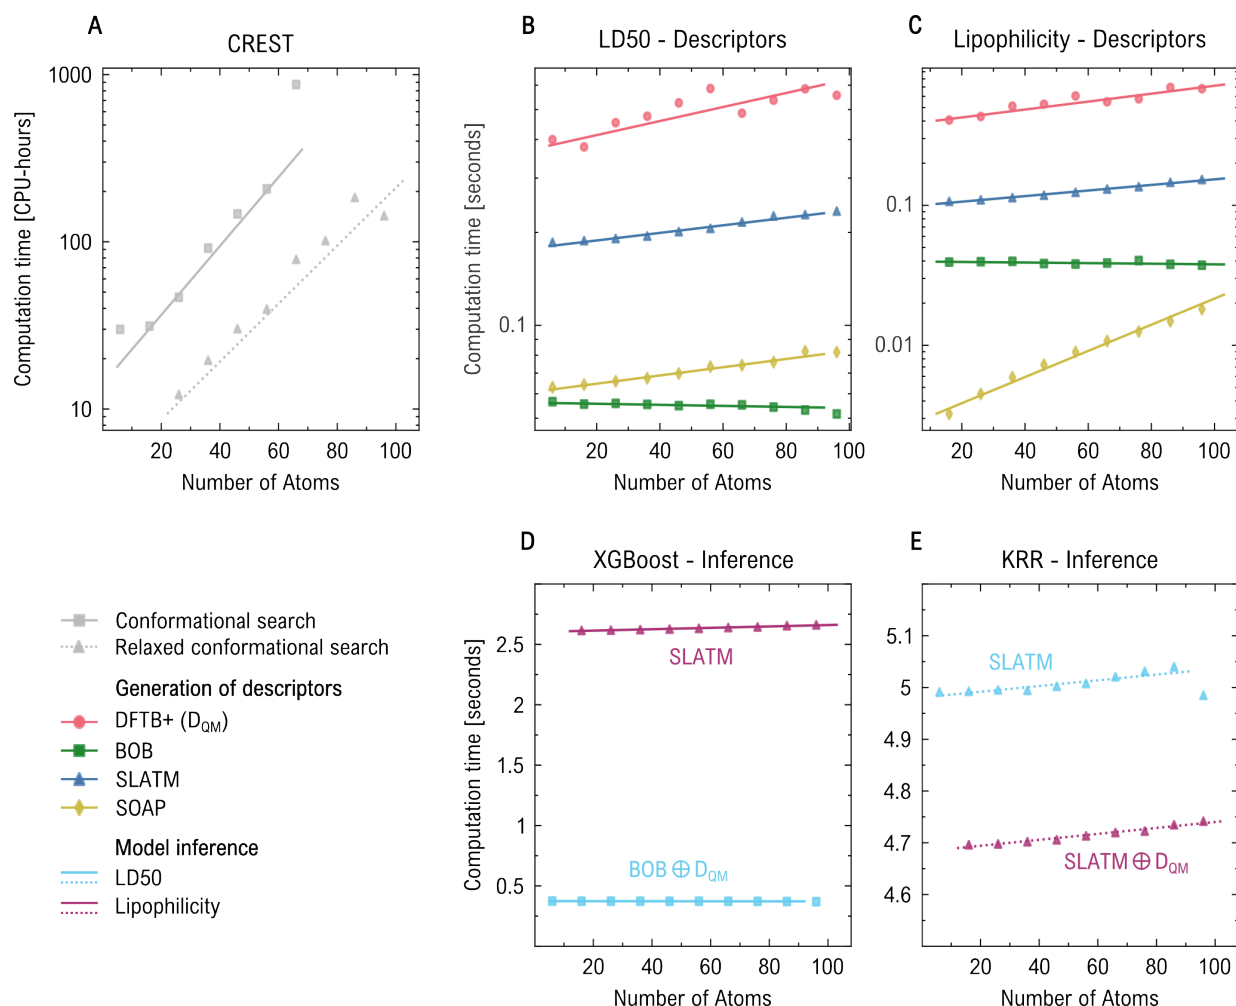 A
CREST
Computation time [CPU-hours]
1000
100
10
20 40 60 80 100
Number of Atoms
B
LD50 - Descriptors
Computation time [seconds]
0.1
20 40 60 80 100
Number of Atoms
C
Lipophilicity - Descriptors
0.1
0.01
20 40 60 80 100
Number of Atoms
Conformational search
Relaxed conformational search
Generation of descriptors
DFTB+ (D_QM)
BOB
SLATM
SOAP
Model inference
LD50
Lipophilicity
D
XGBoost - Inference
Computation time [seconds]
2.5
2
1.5
1
0.5
SLATM
BOB ⊕ D_QM
20 40 60 80 100
Number of Atoms
E
KRR - Inference
5.1
5
4.9
4.8
4.7
4.6
SLATM
SLATM ⊕ D_QM
20 40 60 80 100
Number of Atoms